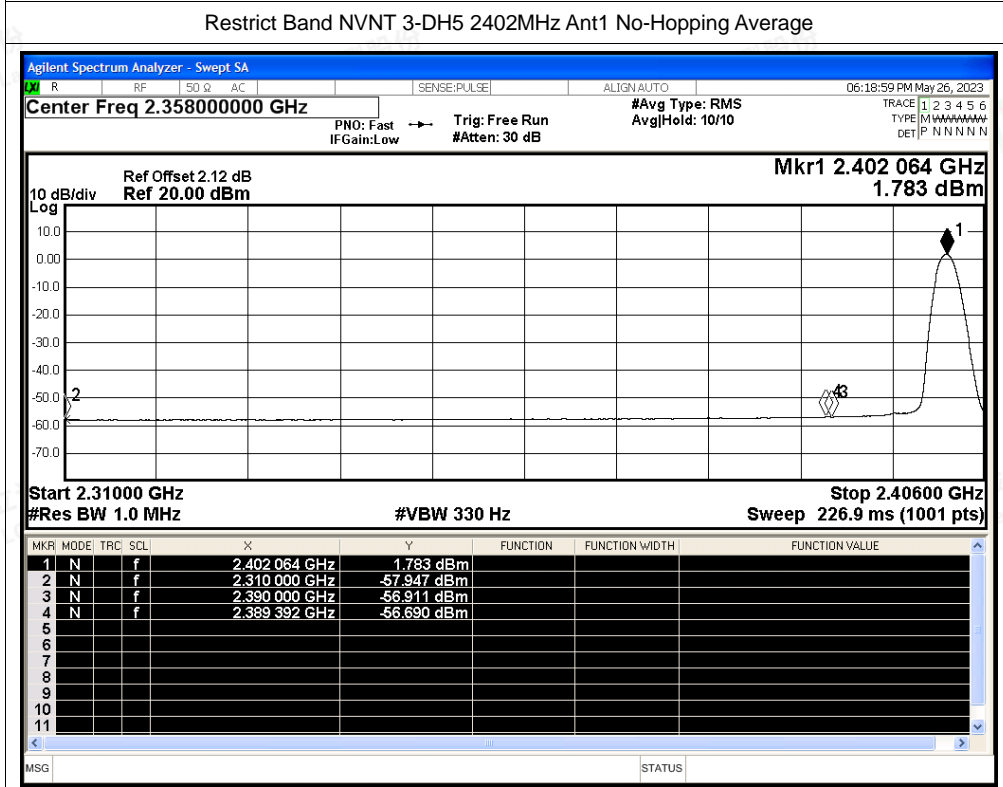 Restrict Band NVNT 3-DH5 2402MHz Ant1 No-Hopping Average
Agilent Spectrum Analyzer - Swept SA
LXI R RF 50 Ω AC SENSE:PULSE ALIGN AUTO 06:18:59 PM May 26, 2023
Center Freq 2.358000000 GHz #Avg Type: RMS TRACE 1 2 3 4 5 6
PNO: Fast Trig: Free Run Avg|Hold: 10/10 TYPE M WWWWW
IFGain:Low #Atten: 30 dB DET P N N N N N
Mkr1 2.402 064 GHz
Ref Offset 2.12 dB
10 dB/div Ref 20.00 dBm 1.783 dBm
Log
10.0
1
0.00
-10.0
-20.0
-30.0
-40.0
-50.0 2 4 3
-60.0
-70.0
Start 2.31000 GHz Stop 2.40600 GHz
#Res BW 1.0 MHz #VBW 330 Hz Sweep 226.9 ms (1001 pts)
MKR MODE TRC SCL X Y FUNCTION FUNCTION WIDTH FUNCTION VALUE
1 N f 2.402 064 GHz 1.783 dBm
2 N f 2.310 000 GHz -57.947 dBm
3 N f 2.390 000 GHz -56.911 dBm
4 N f 2.389 392 GHz -56.690 dBm
5
6
7
8
9
10
11
MSG STATUS